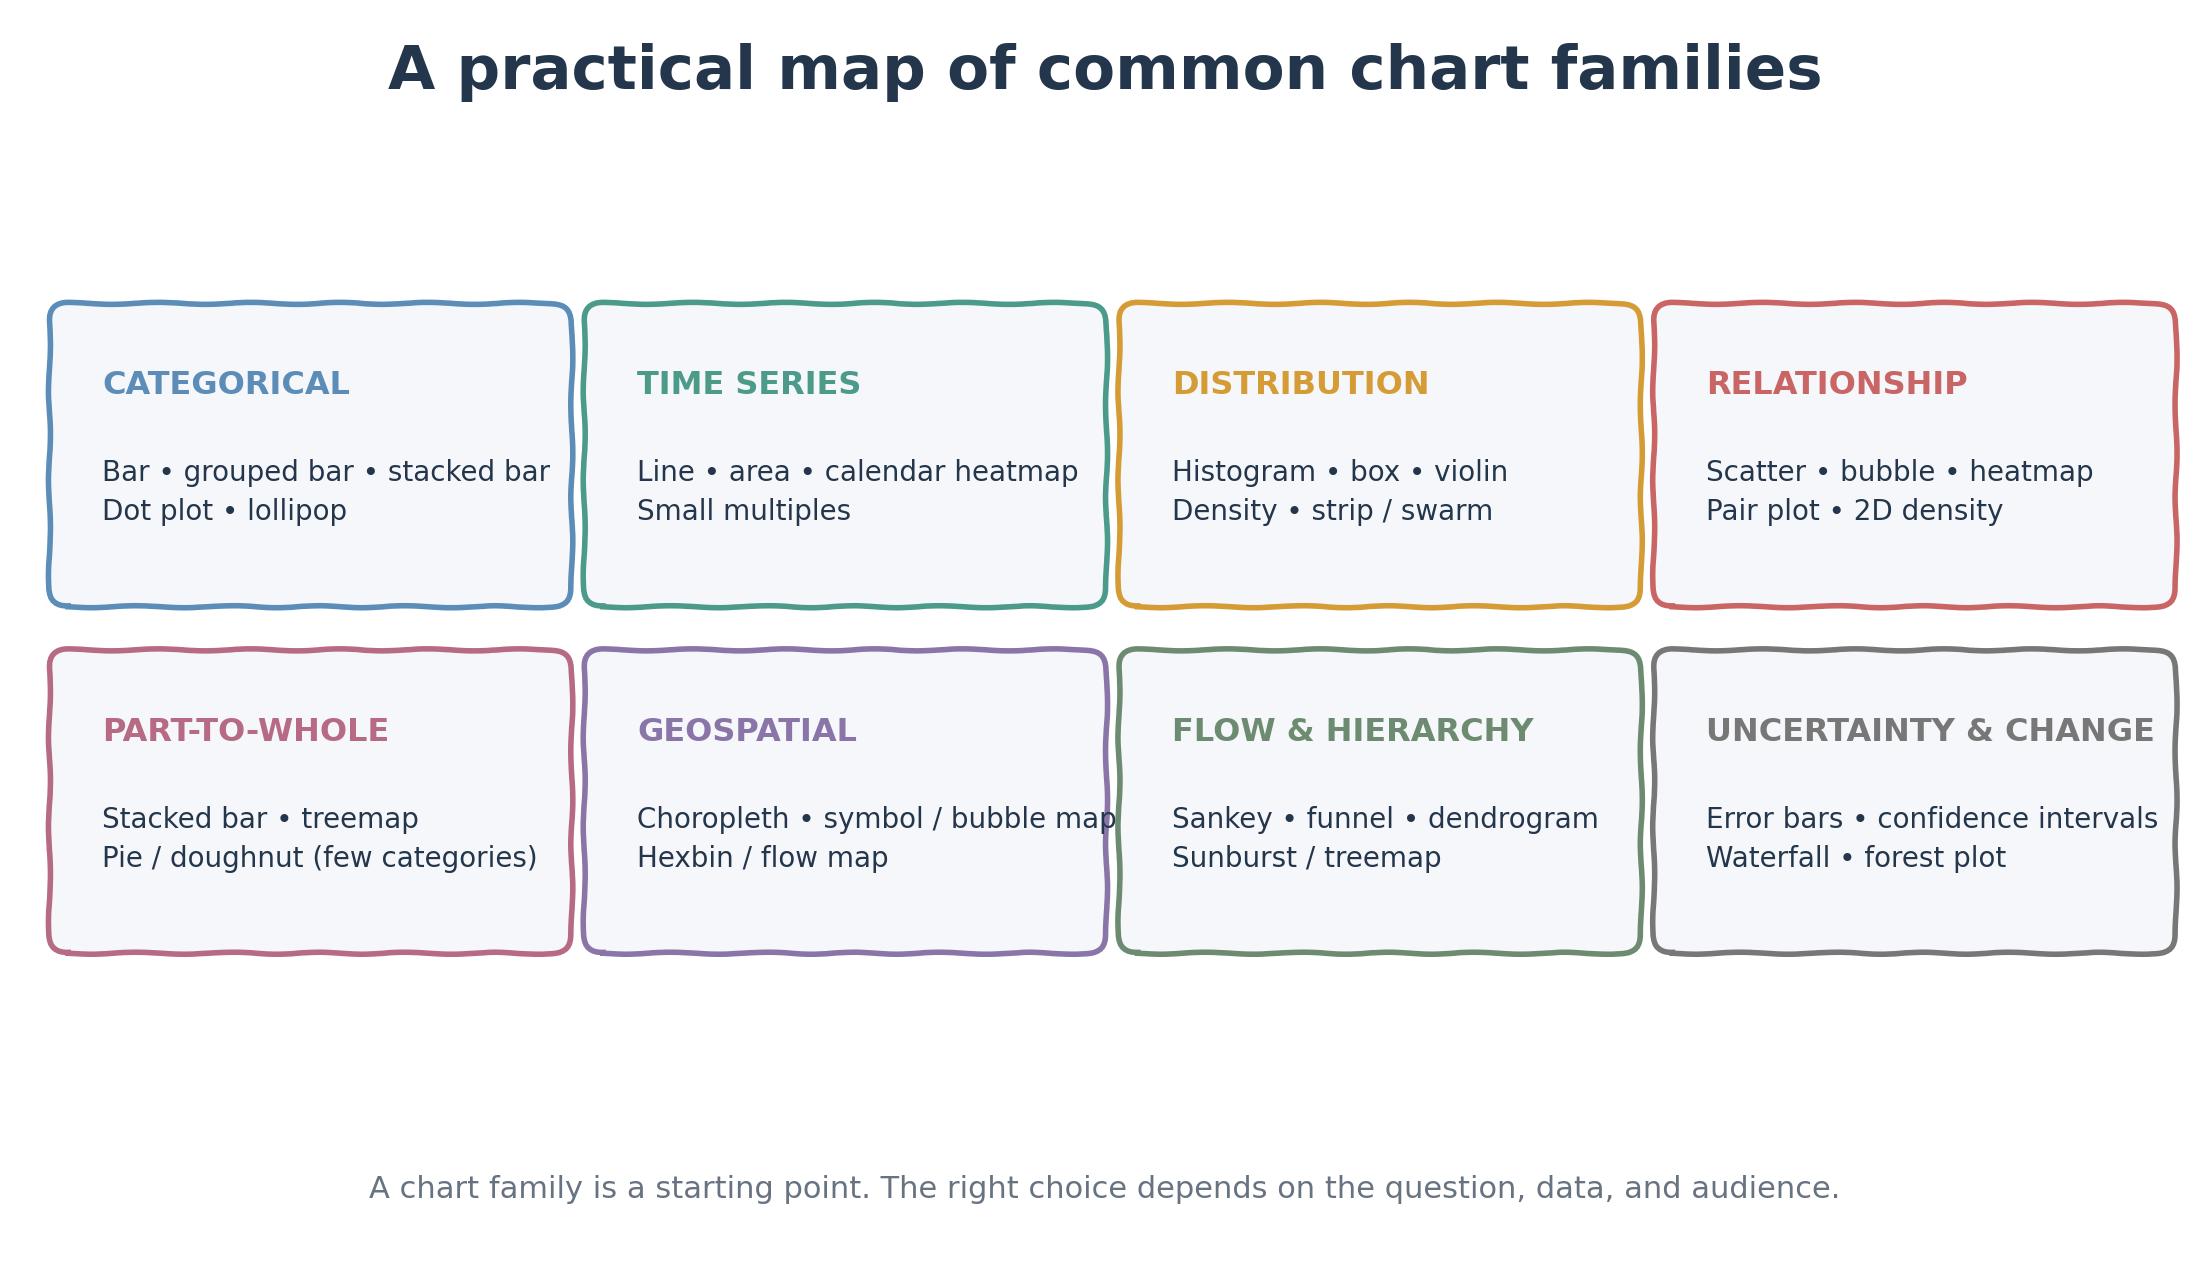 A practical map of common chart families
CATEGORICAL
Bar • grouped bar • stacked bar
Dot plot • lollipop
TIME SERIES
Line • area • calendar heatmap
Small multiples
DISTRIBUTION
Histogram • box • violin
Density • strip / swarm
RELATIONSHIP
Scatter • bubble • heatmap
Pair plot • 2D density
PART-TO-WHOLE
Stacked bar • treemap
Pie / doughnut (few categories)
GEOSPATIAL
Choropleth • symbol / bubble map
Hexbin / flow map
FLOW & HIERARCHY
Sankey • funnel • dendrogram
Sunburst / treemap
UNCERTAINTY & CHANGE
Error bars • confidence intervals
Waterfall • forest plot
A chart family is a starting point. The right choice depends on the question, data, and audience.